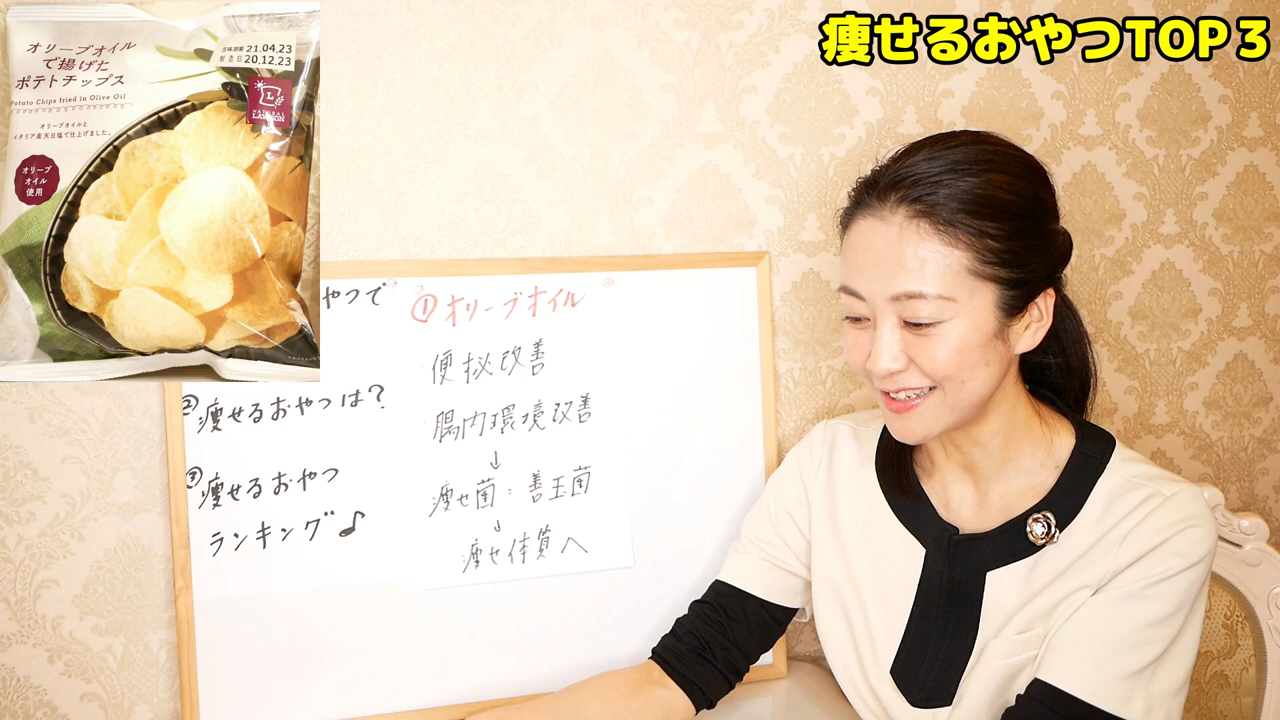 痩せるおやつTOP３
オリーブオイル
で揚げた
ポテトチップス
Potato Chips fried in Olive Oil
オリーブオイルと
イタリア産天日塩で仕上げました。
オリーブ
オイル
使用
賞味期限 21.04.23
製造日 20.12.23
L
NATURAL
LAWSON
やつで
②痩せるおやつは？
③痩せるおやつ
ランキング♪
①オリーブオイル
便秘改善
腸内環境改善
↓
痩せ菌：善玉菌
↓
痩せ体質へ